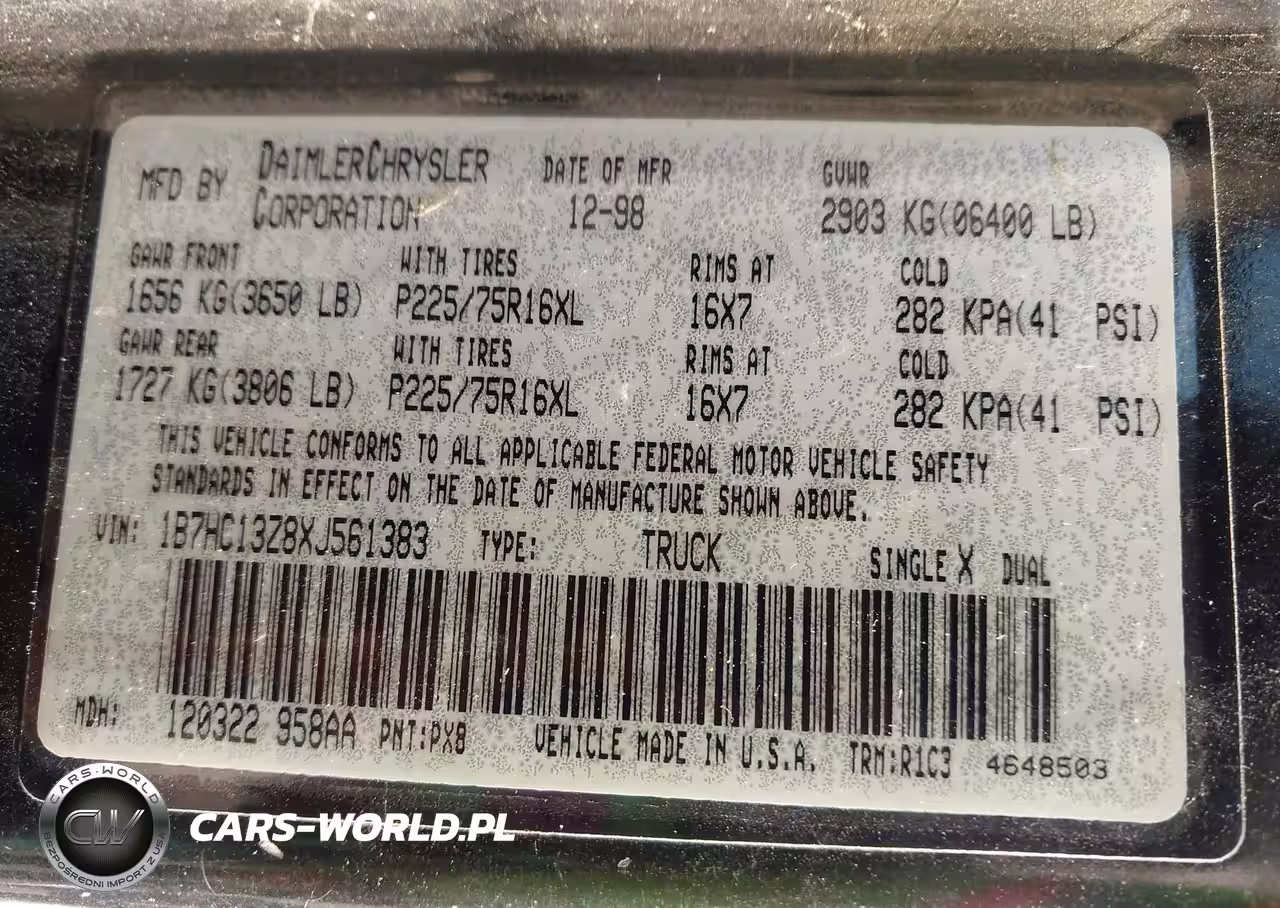 MFD BY DAIMLERCHRYSLER CORPORATION DATE OF MFR 12-98 GVWR 2903 KG(06400 LB)
GAWR FRONT WITH TIRES RIMS AT COLD
1656 KG(3650 LB) P225/75R16XL 16X7 282 KPA(41 PSI)
GAWR REAR WITH TIRES RIMS AT COLD
1727 KG(3806 LB) P225/75R16XL 16X7 282 KPA(41 PSI)
THIS VEHICLE CONFORMS TO ALL APPLICABLE FEDERAL MOTOR VEHICLE SAFETY
STANDARDS IN EFFECT ON THE DATE OF MANUFACTURE SHOWN ABOVE.
VIN: 1B7HC13Z8XJ561383 TYPE: TRUCK SINGLE X DUAL
MDH: 120322 958AA PNT:PX8 VEHICLE MADE IN U.S.A. TRM:R1C3 4648503
CARS-WORLD
CW
BEZPOŚREDNI IMPORT Z USA
CARS-WORLD.PL